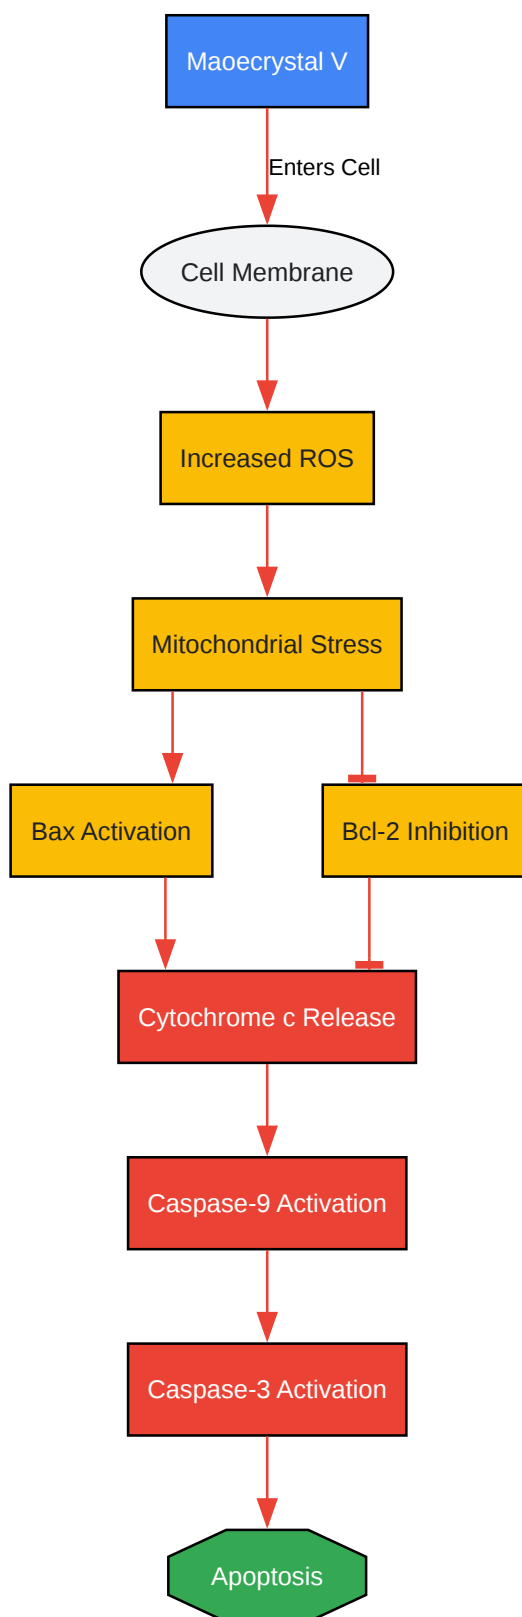 Maoecrystal V
Enters Cell
Cell Membrane
Increased ROS
Mitochondrial Stress
Bax Activation
Bcl-2 Inhibition
Cytochrome c Release
Caspase-9 Activation
Caspase-3 Activation
Apoptosis